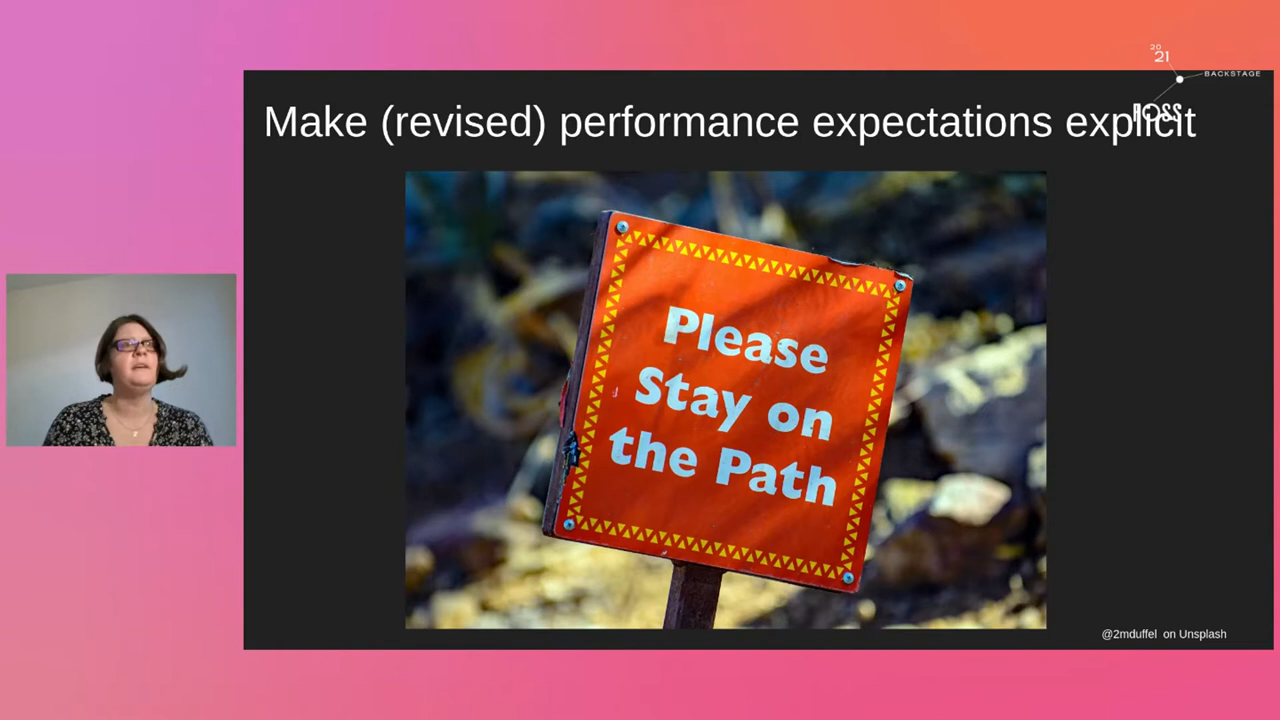 20
21
BACKSTAGE
FOSS
Make (revised) performance expectations explicit
Please
Stay on
the Path
@2mduffel on Unsplash